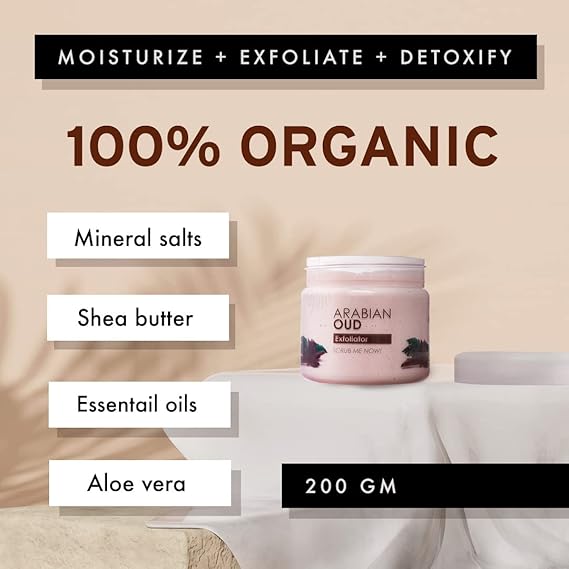 MOISTURIZE + EXFOLIATE + DETOXIFY
100% ORGANIC
Mineral salts
Shea butter
Essentail oils
Aloe vera
ARABIAN
OUD
Exfoliator
SCRUB ME NOW!
200 GM